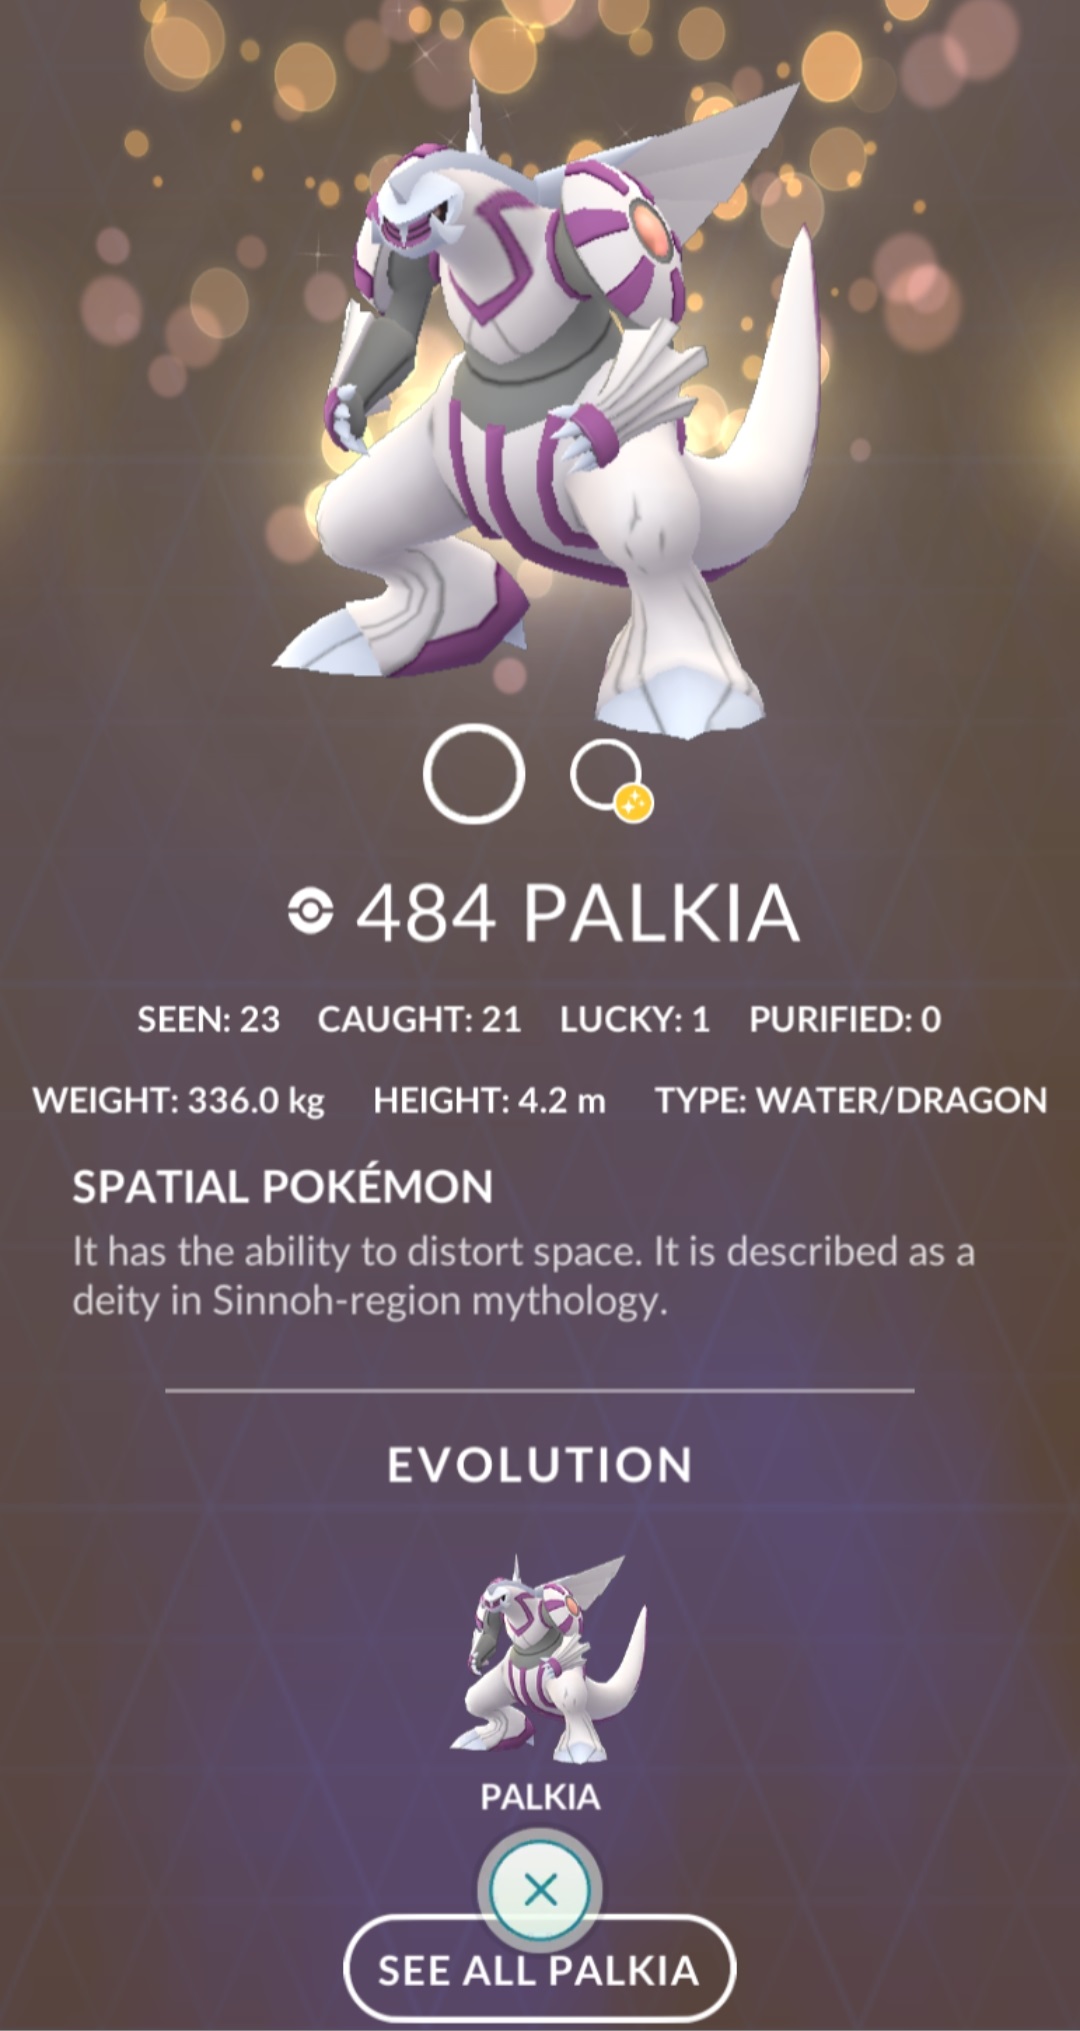 484 PALKIA
SEEN: 23 CAUGHT: 21 LUCKY: 1 PURIFIED: 0
WEIGHT: 336.0 kg HEIGHT: 4.2 m TYPE: WATER/DRAGON
SPATIAL POKÉMON
It has the ability to distort space. It is described as a
deity in Sinnoh-region mythology.
EVOLUTION
PALKIA
SEE ALL PALKIA